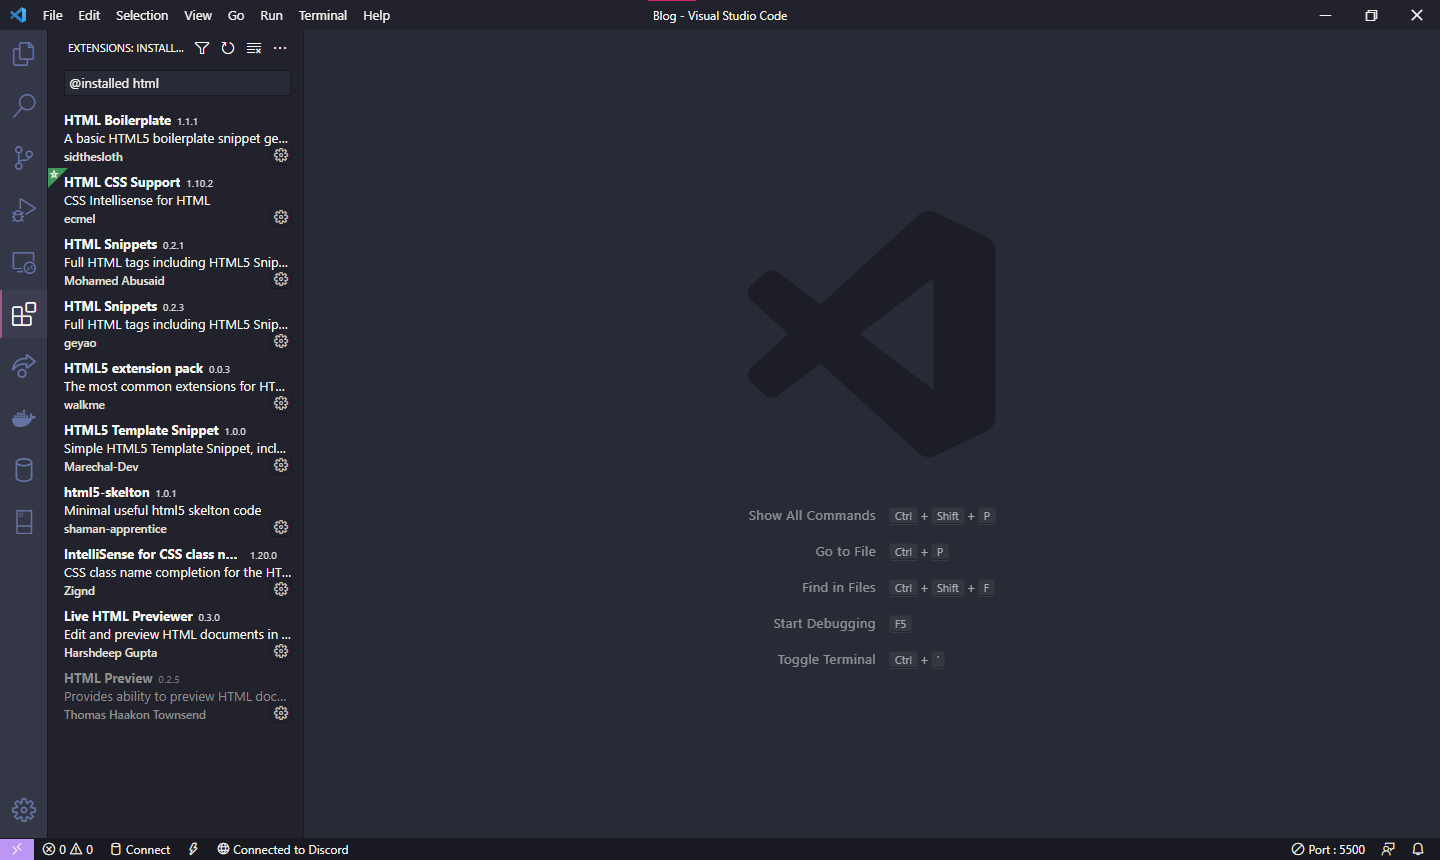 File Edit Selection View Go Run Terminal Help Blog - Visual Studio Code
EXTENSIONS: INSTALL...
@installed html
HTML Boilerplate 1.1.1
A basic HTML5 boilerplate snippet ge...
sidthesloth
HTML CSS Support 1.10.2
CSS Intellisense for HTML
ecmel
HTML Snippets 0.2.1
Full HTML tags including HTML5 Snip...
Mohamed Abusaid
HTML Snippets 0.2.3
Full HTML tags including HTML5 Snip...
geyao
HTML5 extension pack 0.0.3
The most common extensions for HT...
walkme
HTML5 Template Snippet 1.0.0
Simple HTML5 Template Snippet, incl...
Marechal-Dev
html5-skelton 1.0.1
Minimal useful html5 skelton code
shaman-apprentice
IntelliSense for CSS class n... 1.20.0
CSS class name completion for the HT...
Zignd
Live HTML Previewer 0.3.0
Edit and preview HTML documents in ...
Harshdeep Gupta
HTML Preview 0.2.5
Provides ability to preview HTML doc...
Thomas Haakon Townsend
Show All Commands Ctrl + Shift + P
Go to File Ctrl + P
Find in Files Ctrl + Shift + F
Start Debugging F5
Toggle Terminal Ctrl + `
0 0 Connect Connected to Discord Port : 5500